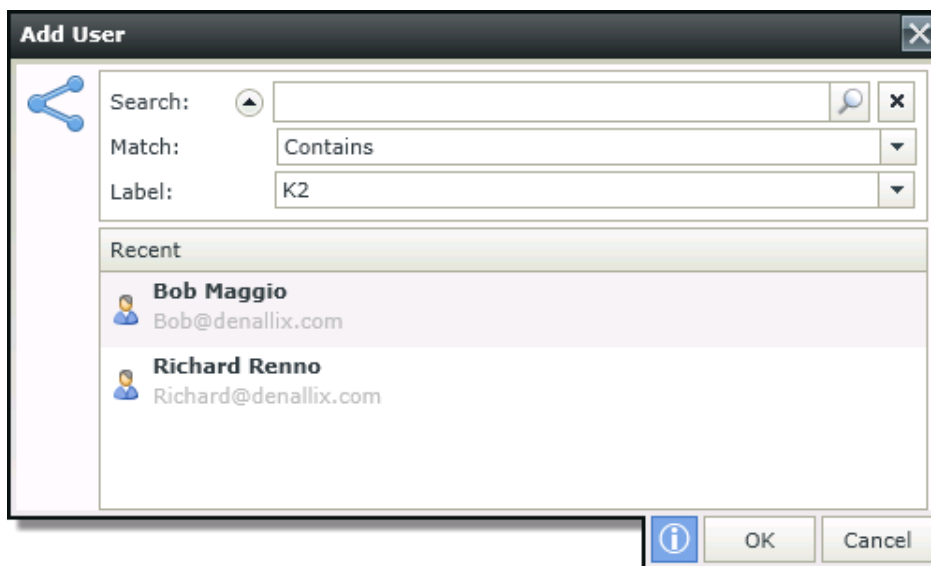 Add User
Search:
Match: Contains
Label: K2
Recent
Bob Maggio
Bob@denallix.com
Richard Renno
Richard@denallix.com
OK Cancel